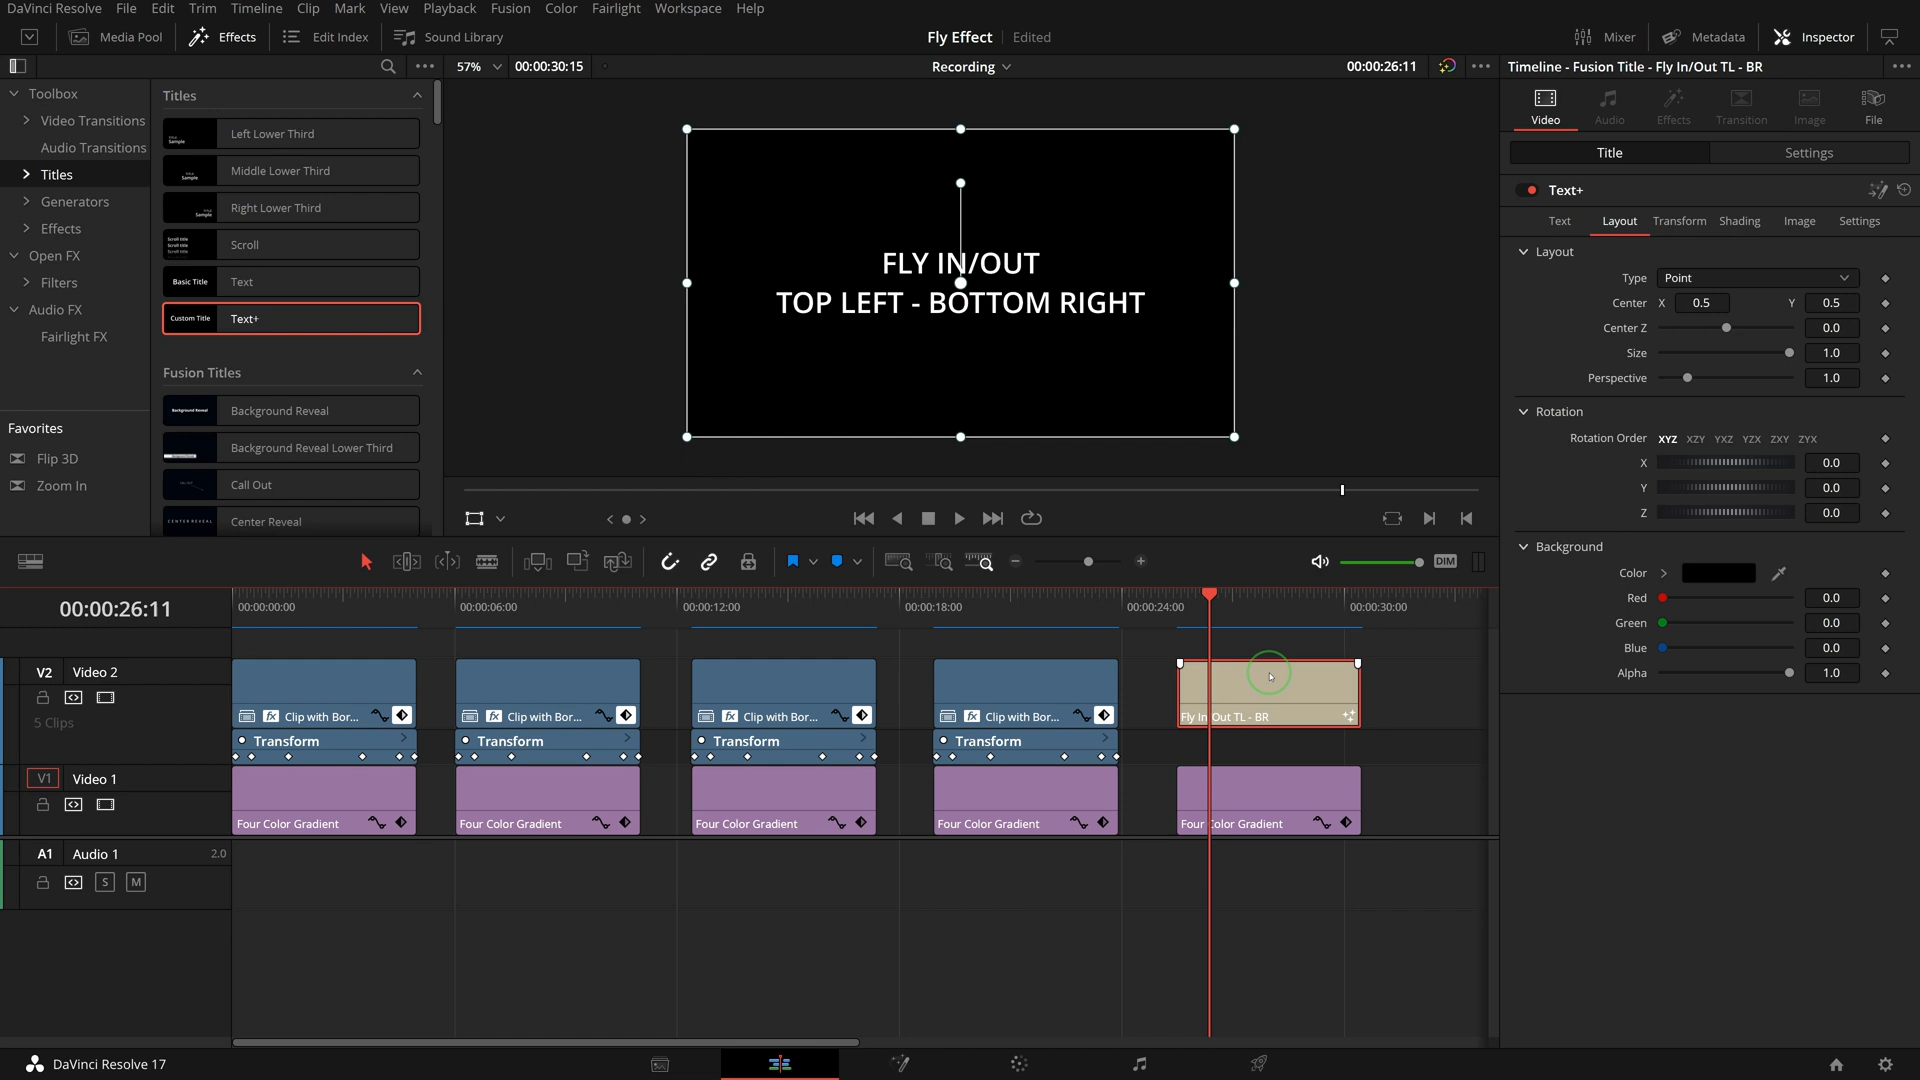 DaVinci Resolve File Edit Trim Timeline Clip Mark View Playback Fusion Color Fairlight Workspace Help
Media Pool Effects Edit Index Sound Library Fly Effect Edited Mixer Metadata Inspector
57% 00:00:30:15 Recording 00:00:26:11 Timeline - Fusion Title - Fly In/Out TL - BR
Toolbox
Video Transitions
Audio Transitions
Titles
Generators
Effects
Open FX
Filters
Audio FX
Fairlight FX
Favorites
Flip 3D
Zoom In
Titles
Left Lower Third
Middle Lower Third
Right Lower Third
Scroll
Basic Title Text
Custom Title Text+
Fusion Titles
Background Reveal
Background Reveal Lower Third
Call Out
Center Reveal
FLY IN/OUT
TOP LEFT - BOTTOM RIGHT
Video Audio Effects Transition Image File
Title Settings
Text+
Text Layout Transform Shading Image Settings
Layout
Type Point
Center X 0.5 Y 0.5
Center Z 0.0
Size 1.0
Perspective 1.0
Rotation
Rotation Order XYZ XZY YXZ YZX ZXY ZYX
X 0.0
Y 0.0
Z 0.0
Background
Color
Red 0.0
Green 0.0
Blue 0.0
Alpha 1.0
DIM
00:00:26:11 00:00:00:00 00:00:06:00 00:00:12:00 00:00:18:00 00:00:24:00 00:00:30:00
V2 Video 2
5 Clips
fx Clip with Bor... fx Clip with Bor... fx Clip with Bor... fx Clip with Bor... Fly In/Out TL - BR
Transform Transform Transform Transform
V1 Video 1
Four Color Gradient Four Color Gradient Four Color Gradient Four Color Gradient Four Color Gradient
A1 Audio 1 2.0
S M
DaVinci Resolve 17